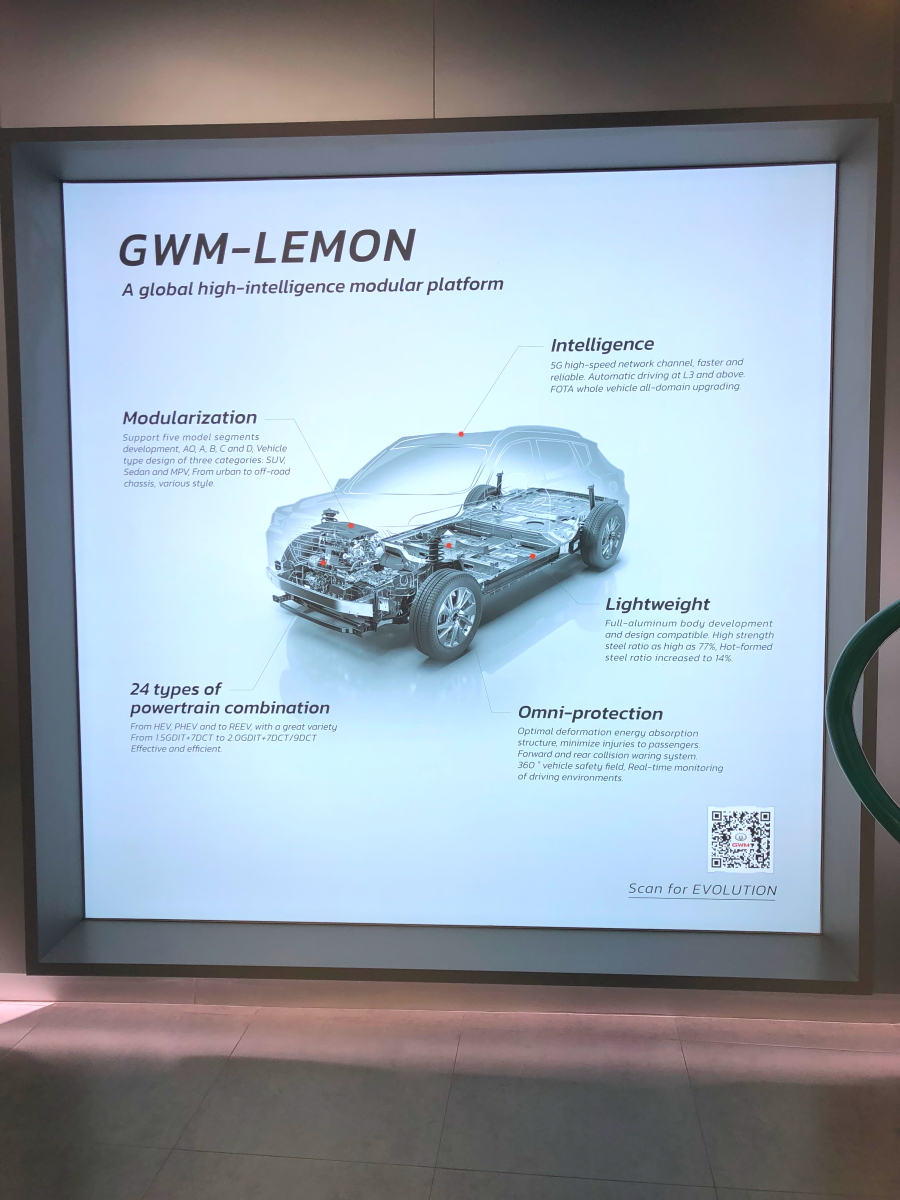 GWM-LEMON
A global high-intelligence modular platform
Intelligence
5G high-speed network channel, faster and
reliable. Automatic driving at L3 and above.
FOTA whole vehicle all-domain upgrading.
Modularization
Support five model segments
development, AO, A, B, C and D, Vehicle
type design of three categories: SUV,
Sedan and MPV, From urban to off-road
chassis, various style.
Lightweight
Full-aluminum body development
and design compatible. High strength
steel ratio as high as 77%, Hot-formed
steel ratio increased to 14%.
24 types of
powertrain combination
From HEV, PHEV and to REEV, with a great variety
From 1.5GDIT+7DCT to 2.0GDIT+7DCT/9DCT
Effective and efficient.
Omni-protection
Optimal deformation energy absorption
structure, minimize injuries to passengers.
Forward and rear collision waring system.
360° vehicle safety field, Real-time monitoring
of driving environments.
GWM
Scan for EVOLUTION